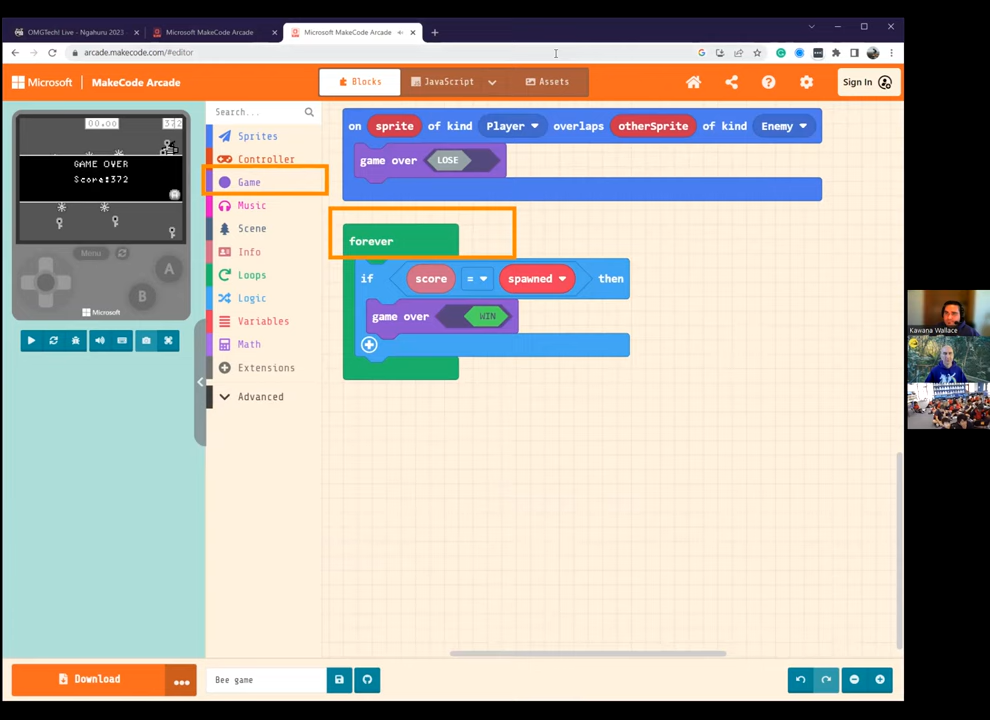 OMGTech! Live - Ngahuru 2023
Microsoft MakeCode Arcade
Microsoft MakeCode Arcade
arcade.makecode.com/#editor
Microsoft
MakeCode Arcade
Blocks
JavaScript
Assets
Sign In
00.00
372
GAME OVER
Score:372
Menu
A
B
Microsoft
Search...
Sprites
Controller
Game
Music
Scene
Info
Loops
Logic
Variables
Math
Extensions
Advanced
on sprite of kind Player overlaps otherSprite of kind Enemy
game over LOSE
forever
if score = spawned then
game over WIN
Kawana Wallace
Download
Bee game